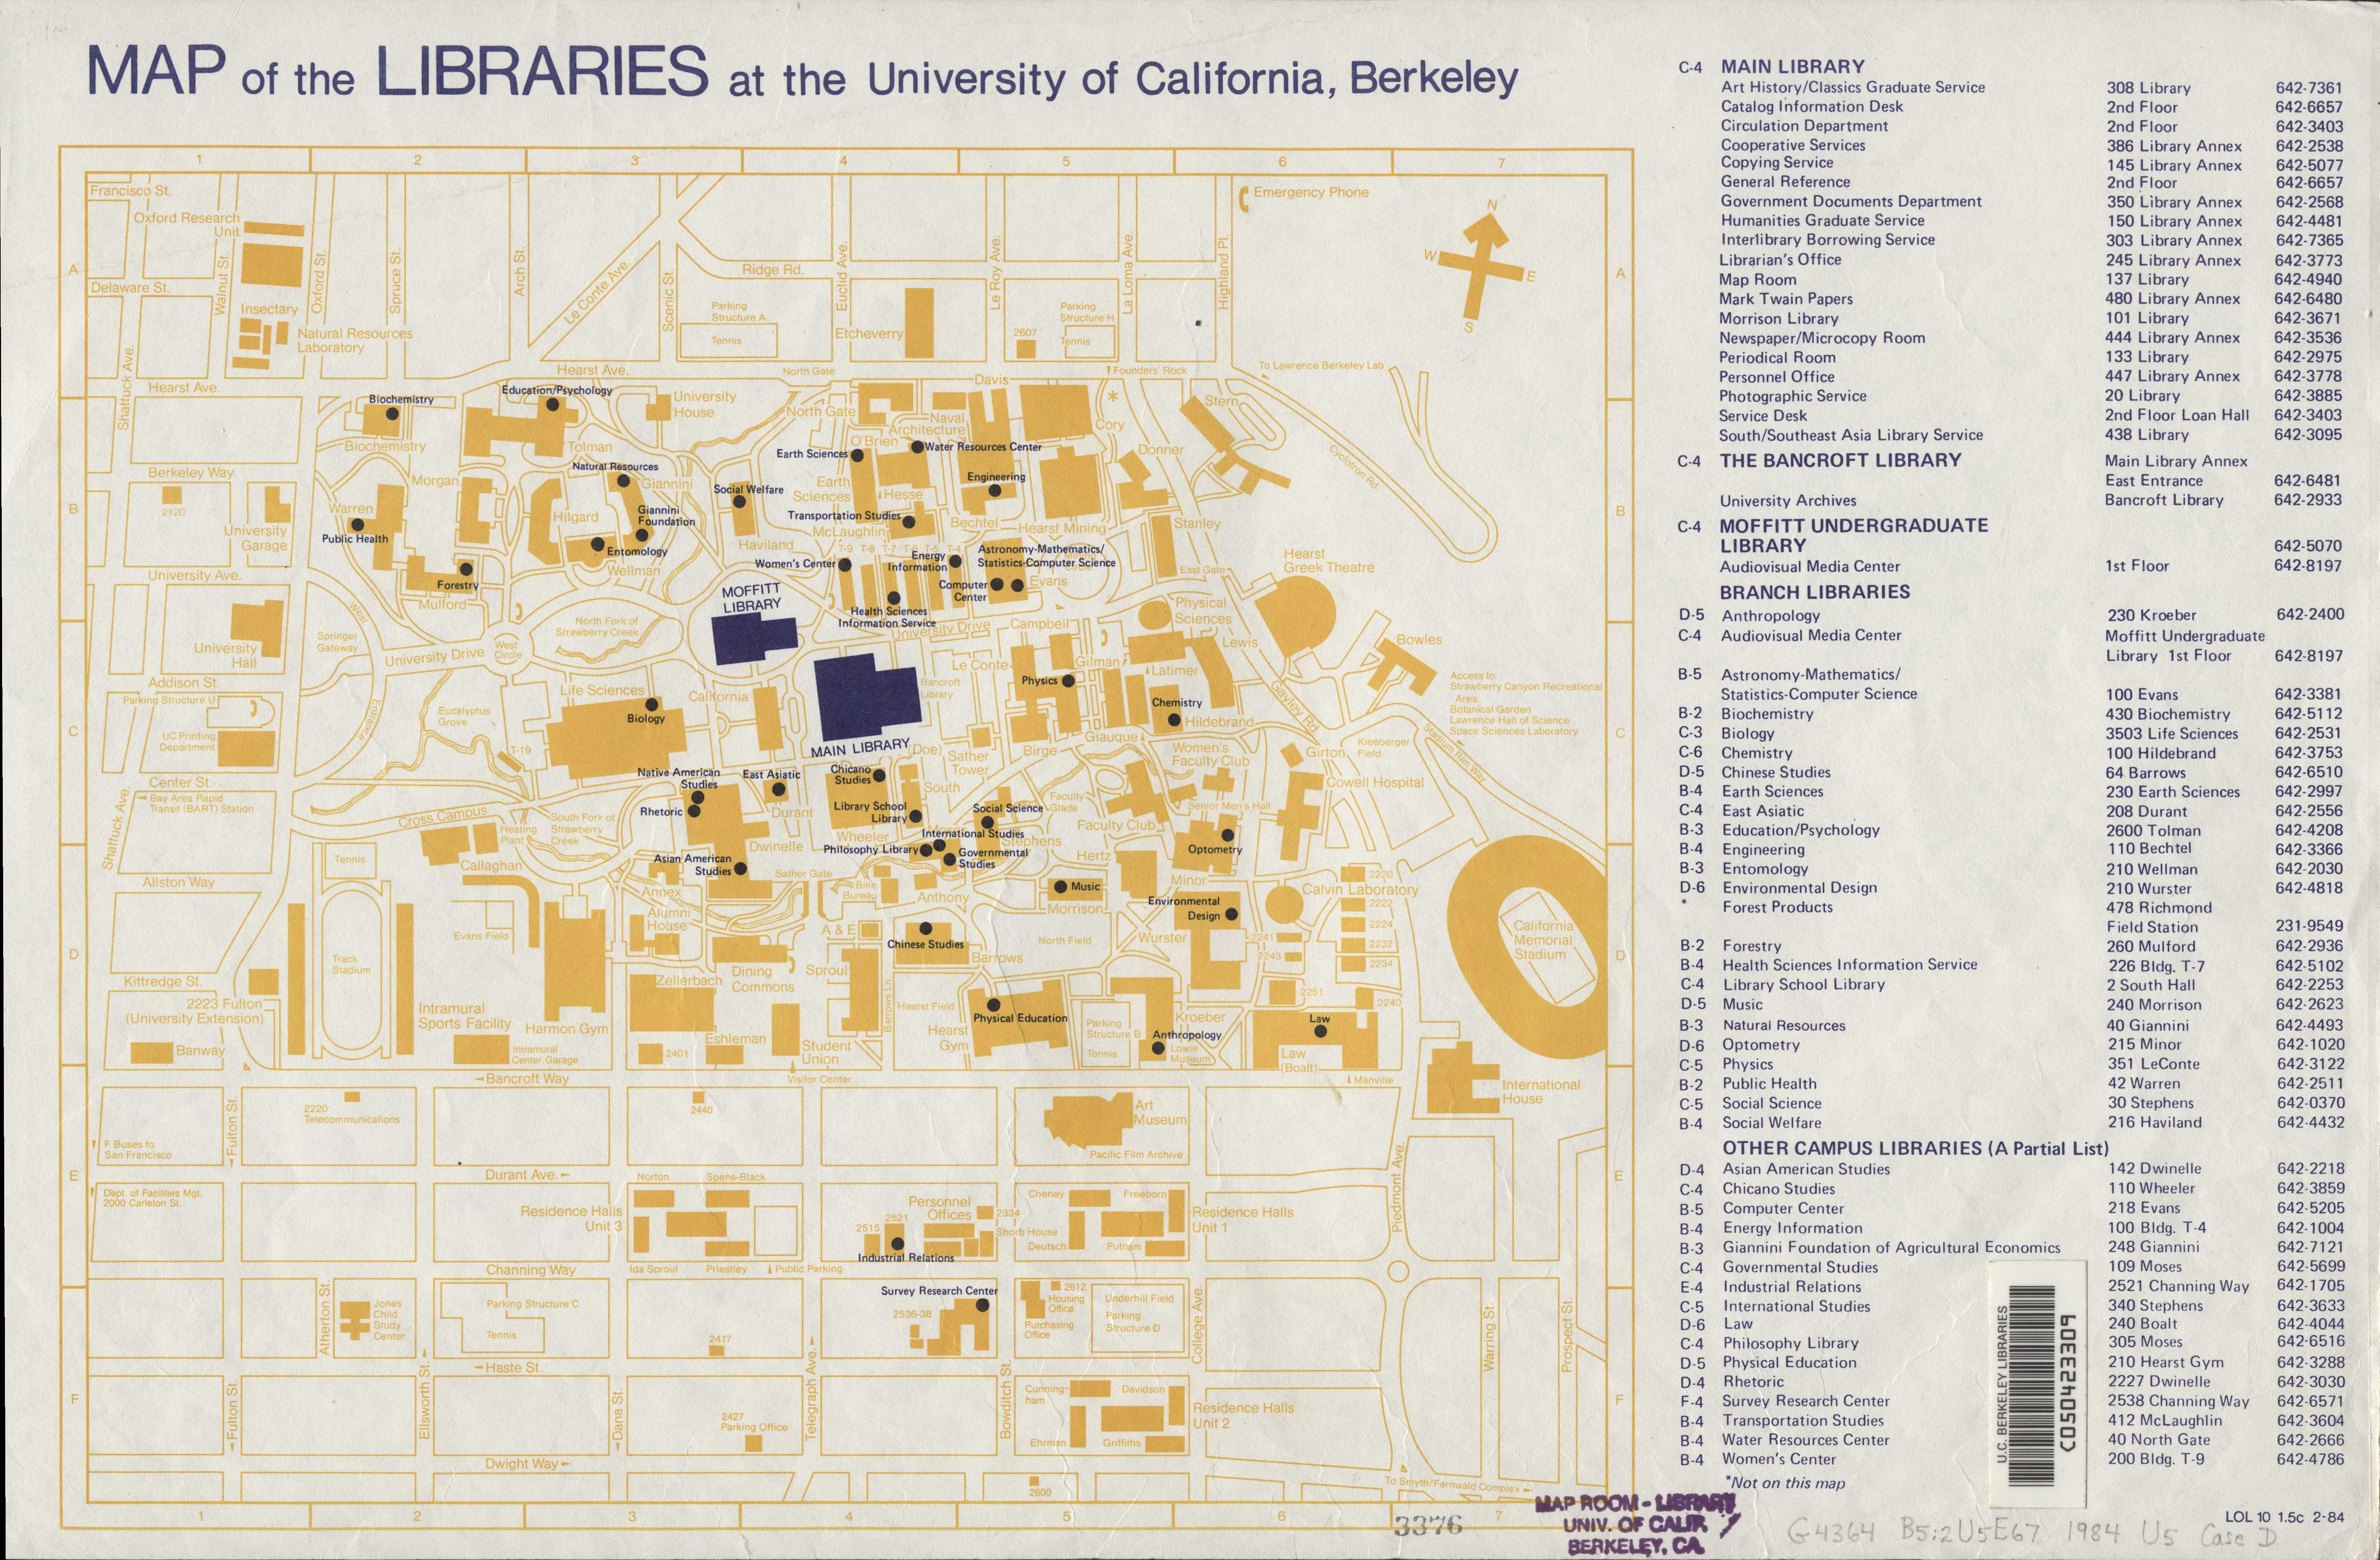 MAP of the LIBRARIES at the University of California, Berkeley
1 2 3 4 5 6 7
Francisco St.
Oxford Research
Unit
Emergency Phone
N
W
E
S
A
A
Delaware St.
Walnut St.
Oxford St.
Spruce St.
Arch St.
Le Conte Ave.
Scenic St.
Ridge Rd.
Euclid Ave.
Le Roy Ave.
La Loma Ave.
Highland Pl.
Insectary
Natural Resources
Laboratory
Parking
Structure A
Tennis
Etcheverry
2607
Parking
Structure H
Tennis
Shattuck Ave.
Hearst Ave.
Hearst Ave.
North Gate
Founders' Rock
To Lawrence Berkeley Lab
Davis
Biochemistry
Biochemistry
Education/Psychology
Tolman
University
House
North Gate
Naval
Architecture
O'Brien
Water Resources Center
Cory
Stern
Donner
Cyclotron Rd
Earth Sciences
Earth
Sciences
Hesse
Engineering
Berkeley Way
2120
University
Garage
B
B
Morgan
Warren
Public Health
Natural Resources
Giannini
Hilgard
Giannini
Foundation
Entomology
Wellman
Social Welfare
Haviland
Transportation Studies
McLaughlin
Bechtel
Hearst Mining
Stanley
T-9 T-8 T-7 T-6 T-5 T-4
Women's Center
Energy
Information
Astronomy-Mathematics/
Statistics-Computer Science
Circle
Computer
Center
Evans
East Gate
Hearst
Greek Theatre
University Ave.
Forestry
Mulford
MOFFITT
LIBRARY
Health Sciences
Information Service
University Drive
Campbell
Physical
Sciences
West
Entrance
Springer
Gateway
University
Hall
North Fork of
Strawberry Creek
University Drive
West
Circle
Le Conte
Gilman
Latimer
Lewis
Bowles
Addison St.
Parking Structure U
UC Printing
Department
Eucalyptus
Grove
Life Sciences
Biology
California
Bancroft
Library
Physics
Chemistry
Hildebrand
Gayley Rd
Access to
Strawberry Canyon Recreational
Area
Botanical Garden
Lawrence Hall of Science
Space Sciences Laboratory
Stadium Rim Way
C
C
T-19
MAIN LIBRARY (Doe)
Sather
Tower
Birge
Glauque
Women's
Faculty Club
Girton
Kleeberger
Field
Cowell Hospital
Center St.
Bay Area Rapid
Transit (BART) Station
Shattuck Ave.
Cross Campus
Native American
Studies
East Asiatic
Chicano
Studies
South
Rhetoric
Durant
Library School
Library
Social Science
Faculty
Glade
Senior Men's Hall
Faculty Club
Heating
Plant
South Fork of
Strawberry
Creek
Wheeler
International Studies
Stephens
Philosophy Library
Governmental
Studies
Hertz
Optometry
Dwinelle
Tennis
Callaghan
Asian American
Studies
Sather Gate
Annex
Bike
Bureau
Anthony
Music
Morrison
Minor
Environmental
Design
Calvin Laboratory
2220
2222
2224
2232
2234
2241
2243
Allston Way
Alumni
House
A & E
Chinese Studies
Barrows
North Field
Wurster
California
Memorial
Stadium
Evans Field
D
D
Track
Stadium
Kittredge St.
2223 Fulton
(University Extension)
Zellerbach
Dining
Commons
Sproul
Barrows Ln.
Hearst Field
2251
2240
Intramural
Sports Facility
Harmon Gym
Hearst
Gym
Physical Education
Parking
Structure B
Tennis
Kroeber
Anthropology
Lowie
Museum
Law
Law
(Boalt)
Banway
Intramural
Center Garage
2401
Eshleman
Student
Union
Bancroft Way
Visitor Center
Manville
International
House
Fulton St.
2220
Telecommunications
2440
Art
Museum
Pacific Film Archive
F Buses to
San Francisco
Durant Ave.
Piedmont Ave.
E
E
Dept. of Facilities Mgt.
2000 Carleton St.
Norton
Spens-Black
Residence Halls
Unit 3
Personnel
Offices
2334
2521
2515
Shorb House
Cheney
Freeborn
Deutsch
Putnam
Residence Halls
Unit 1
Industrial Relations
Channing Way
Ida Sproul
Priestley
Public Parking
Atherton St.
Jones
Child
Study
Center
Parking Structure C
Tennis
Survey Research Center
2536-38
2612
Housing
Office
Purchasing
Office
Underhill Field
Parking
Structure D
College Ave.
2417
Warring St.
Prospect St.
Haste St.
Fulton St.
Ellsworth St.
Dana St.
Telegraph Ave.
Bowditch St.
F
F
2427
Parking Office
Cunning-
ham
Davidson
Ehrman
Griffiths
Residence Halls
Unit 2
Dwight Way
2600
To Smyth/Fernwald Complex
1 2 3 4 5 6 7
C-4 MAIN LIBRARY
Art History/Classics Graduate Service 308 Library 642-7361
Catalog Information Desk 2nd Floor 642-6657
Circulation Department 2nd Floor 642-3403
Cooperative Services 386 Library Annex 642-2538
Copying Service 145 Library Annex 642-5077
General Reference 2nd Floor 642-6657
Government Documents Department 350 Library Annex 642-2568
Humanities Graduate Service 150 Library Annex 642-4481
Interlibrary Borrowing Service 303 Library Annex 642-7365
Librarian's Office 245 Library Annex 642-3773
Map Room 137 Library 642-4940
Mark Twain Papers 480 Library Annex 642-6480
Morrison Library 101 Library 642-3671
Newspaper/Microcopy Room 444 Library Annex 642-3536
Periodical Room 133 Library 642-2975
Personnel Office 447 Library Annex 642-3778
Photographic Service 20 Library 642-3885
Service Desk 2nd Floor Loan Hall 642-3403
South/Southeast Asia Library Service 438 Library 642-3095
C-4 THE BANCROFT LIBRARY Main Library Annex
East Entrance 642-6481
University Archives Bancroft Library 642-2933
C-4 MOFFITT UNDERGRADUATE
LIBRARY 642-5070
Audiovisual Media Center 1st Floor 642-8197
BRANCH LIBRARIES
D-5 Anthropology 230 Kroeber 642-2400
C-4 Audiovisual Media Center Moffitt Undergraduate
Library 1st Floor 642-8197
B-5 Astronomy-Mathematics/
Statistics-Computer Science 100 Evans 642-3381
B-2 Biochemistry 430 Biochemistry 642-5112
C-3 Biology 3503 Life Sciences 642-2531
C-6 Chemistry 100 Hildebrand 642-3753
D-5 Chinese Studies 64 Barrows 642-6510
B-4 Earth Sciences 230 Earth Sciences 642-2997
C-4 East Asiatic 208 Durant 642-2556
B-3 Education/Psychology 2600 Tolman 642-4208
B-4 Engineering 110 Bechtel 642-3366
B-3 Entomology 210 Wellman 642-2030
D-6 Environmental Design 210 Wurster 642-4818
* Forest Products 478 Richmond
Field Station 231-9549
B-2 Forestry 260 Mulford 642-2936
B-4 Health Sciences Information Service 226 Bldg. T-7 642-5102
C-4 Library School Library 2 South Hall 642-2253
D-5 Music 240 Morrison 642-2623
B-3 Natural Resources 40 Giannini 642-4493
D-6 Optometry 215 Minor 642-1020
C-5 Physics 351 LeConte 642-3122
B-2 Public Health 42 Warren 642-2511
C-5 Social Science 30 Stephens 642-0370
B-4 Social Welfare 216 Haviland 642-4432
OTHER CAMPUS LIBRARIES (A Partial List)
D-4 Asian American Studies 142 Dwinelle 642-2218
C-4 Chicano Studies 110 Wheeler 642-3859
B-5 Computer Center 218 Evans 642-5205
B-4 Energy Information 100 Bldg. T-4 642-1004
B-3 Giannini Foundation of Agricultural Economics 248 Giannini 642-7121
C-4 Governmental Studies 109 Moses 642-5699
E-4 Industrial Relations 2521 Channing Way 642-1705
C-5 International Studies 340 Stephens 642-3633
D-6 Law 240 Boalt 642-4044
C-4 Philosophy Library 305 Moses 642-6516
D-5 Physical Education 210 Hearst Gym 642-3288
D-4 Rhetoric 2227 Dwinelle 642-3030
F-4 Survey Research Center 2538 Channing Way 642-6571
B-4 Transportation Studies 412 McLaughlin 642-3604
B-4 Water Resources Center 40 North Gate 642-2666
B-4 Women's Center 200 Bldg. T-9 642-4786
*Not on this map
U.C. BERKELEY LIBRARIES
C050423309
LOL 10 1.5c 2-84
3376
MAP ROOM - LIBRARY
UNIV. OF CALIF.
BERKELEY, CA.
G4364 B5:2U5E67 1984 U5 Case D